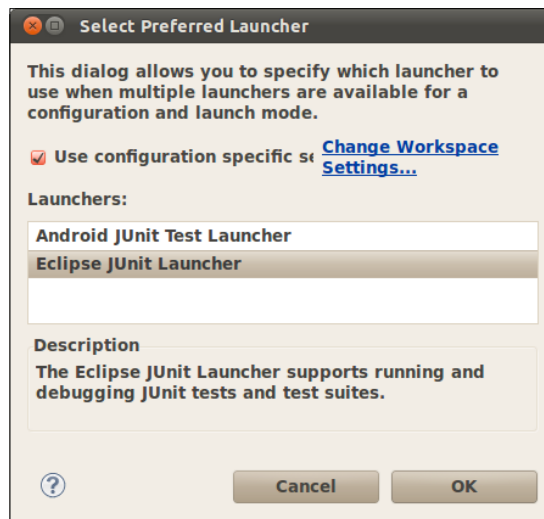 Select Preferred Launcher
This dialog allows you to specify which launcher to
use when multiple launchers are available for a
configuration and launch mode.
Use configuration specific se
Change Workspace
Settings...
Launchers:
Android JUnit Test Launcher
Eclipse JUnit Launcher
Description
The Eclipse JUnit Launcher supports running and
debugging JUnit tests and test suites.
?
Cancel
OK